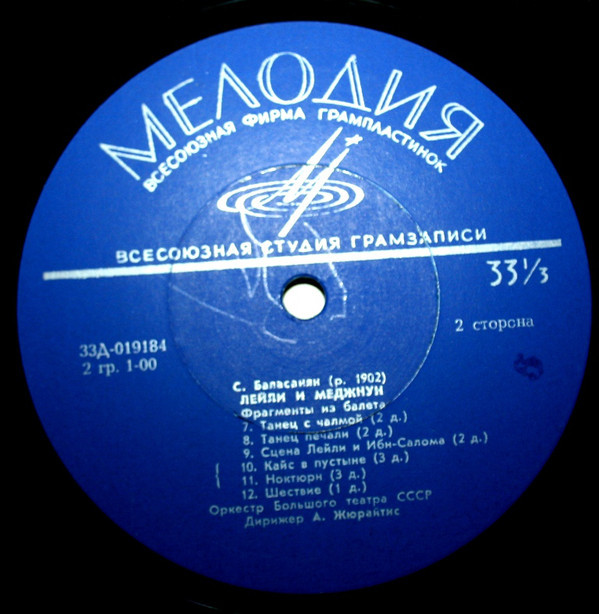 МЕЛОДИЯ
ВСЕСОЮЗНАЯ ФИРМА ГРАМПЛАСТИНОК
ВСЕСОЮЗНАЯ СТУДИЯ ГРАМЗАПИСИ
33⅓
33Д-019184
2 гр. 1-00
2 сторона
С. Баласанян (р. 1902)
ЛЕЙЛИ И МЕДЖНУН
Фрагменты из балета
7. Танец с чалмой (2 д.)
8. Танец печали (2 д.)
9. Сцена Лейли и Ибн-Салома (2 д.)
10. Кайс в пустыне (3 д.)
11. Ноктюрн (3 д.)
12. Шествие (1 д.)
Оркестр Большого театра СССР
Дирижер А. Жюрайтис